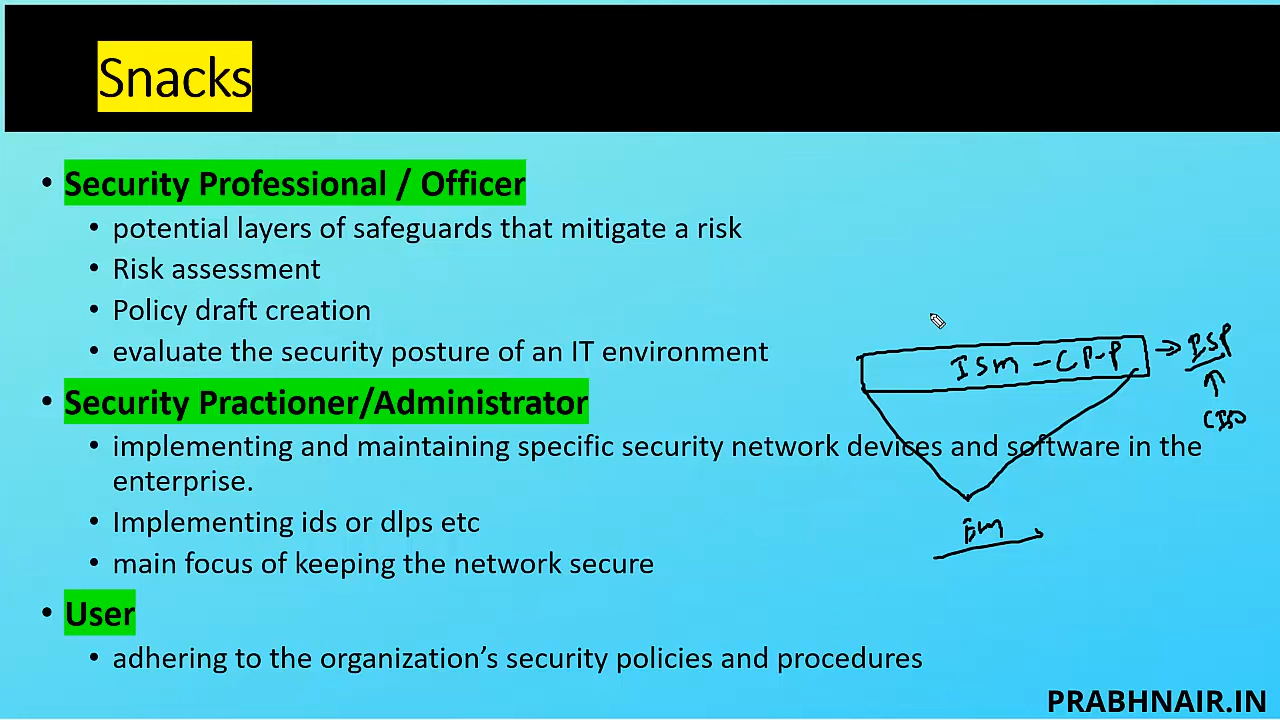 Snacks
• Security Professional / Officer
• potential layers of safeguards that mitigate a risk
• Risk assessment
• Policy draft creation
• evaluate the security posture of an IT environment
• Security Practioner/Administrator
• implementing and maintaining specific security network devices and software in the
enterprise.
• Implementing ids or dlps etc
• main focus of keeping the network secure
• User
• adhering to the organization’s security policies and procedures
ISM - CP-P
ISP
CISO
PRABHNAIR.IN